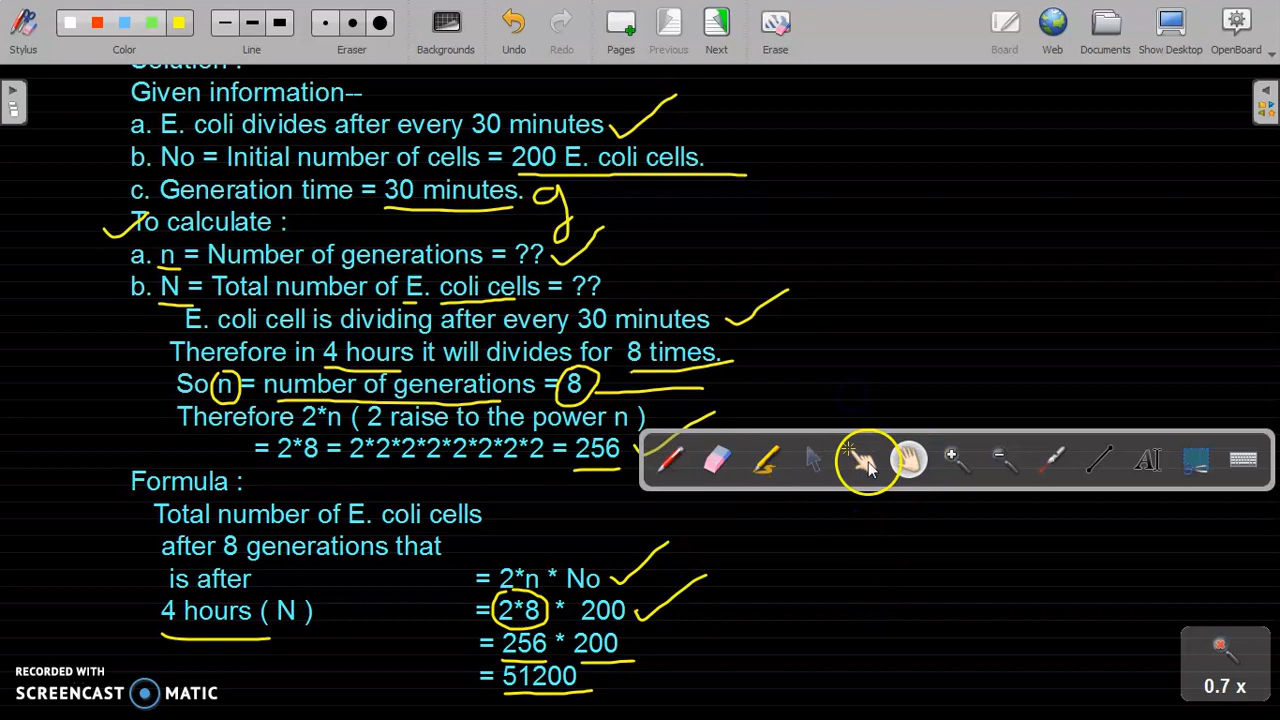 Stylus
Color
Line
Eraser
Backgrounds
Undo
Redo
Pages
Previous
Next
Erase
Board
Web
Documents
Show Desktop
OpenBoard
Solution :
Given information--
a. E. coli divides after every 30 minutes
b. No = Initial number of cells = 200 E. coli cells.
c. Generation time = 30 minutes. g
To calculate :
a. n = Number of generations = ??
b. N = Total number of E. coli cells = ??
E. coli cell is dividing after every 30 minutes
Therefore in 4 hours it will divides for 8 times.
So n = number of generations = 8
Therefore 2*n ( 2 raise to the power n )
= 2*8 = 2*2*2*2*2*2*2*2 = 256
Formula :
Total number of E. coli cells
after 8 generations that
is after = 2*n * No
4 hours ( N ) = 2*8 * 200
= 256 * 200
= 51200
AI
RECORDED WITH
SCREENCAST MATIC
0.7 x